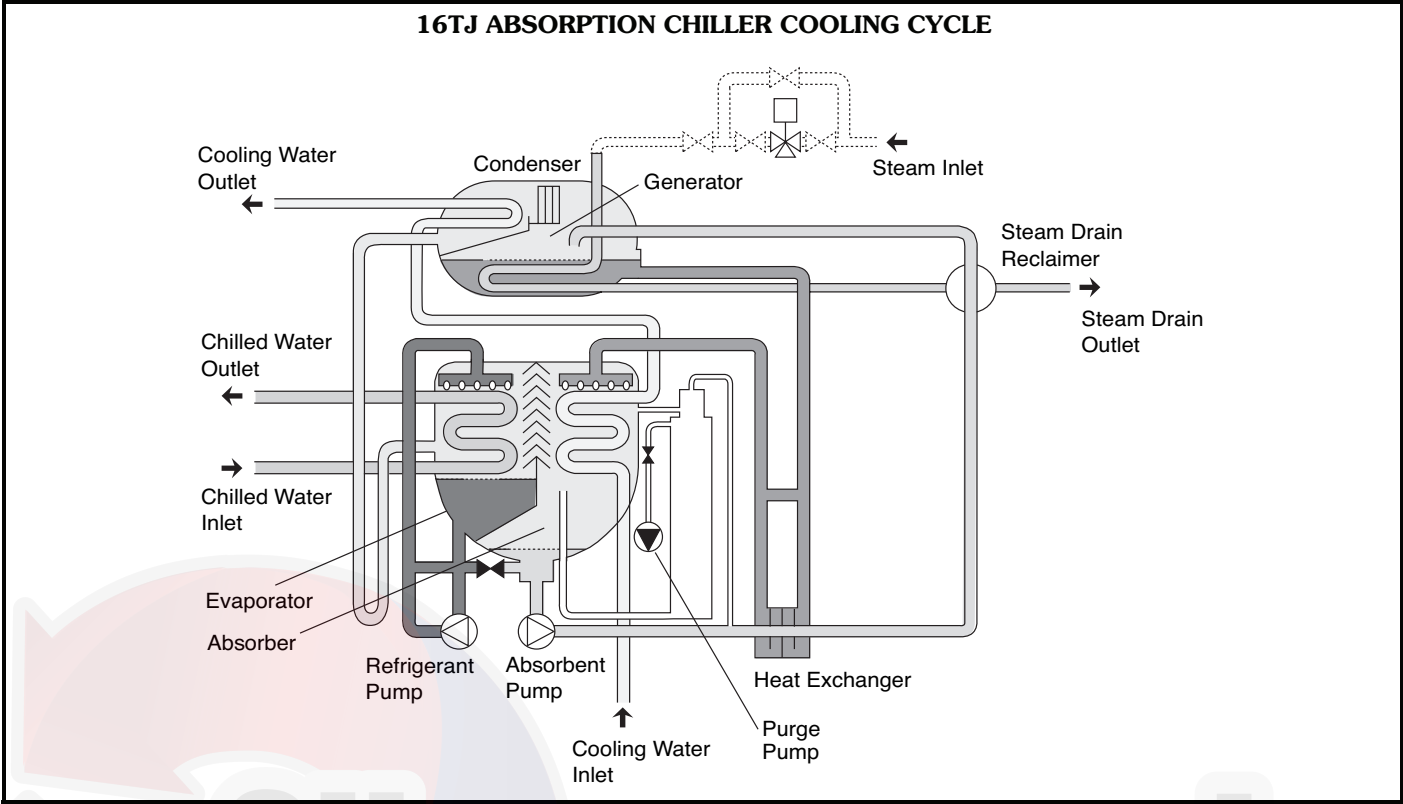 16TJ ABSORPTION CHILLER COOLING CYCLE
Cooling Water
Outlet
Condenser
Generator
Steam Inlet
Steam Drain
Reclaimer
Steam Drain
Outlet
Chilled Water
Outlet
Chilled Water
Inlet
Evaporator
Absorber
Refrigerant
Pump
Absorbent
Pump
Heat Exchanger
Purge
Pump
Cooling Water
Inlet